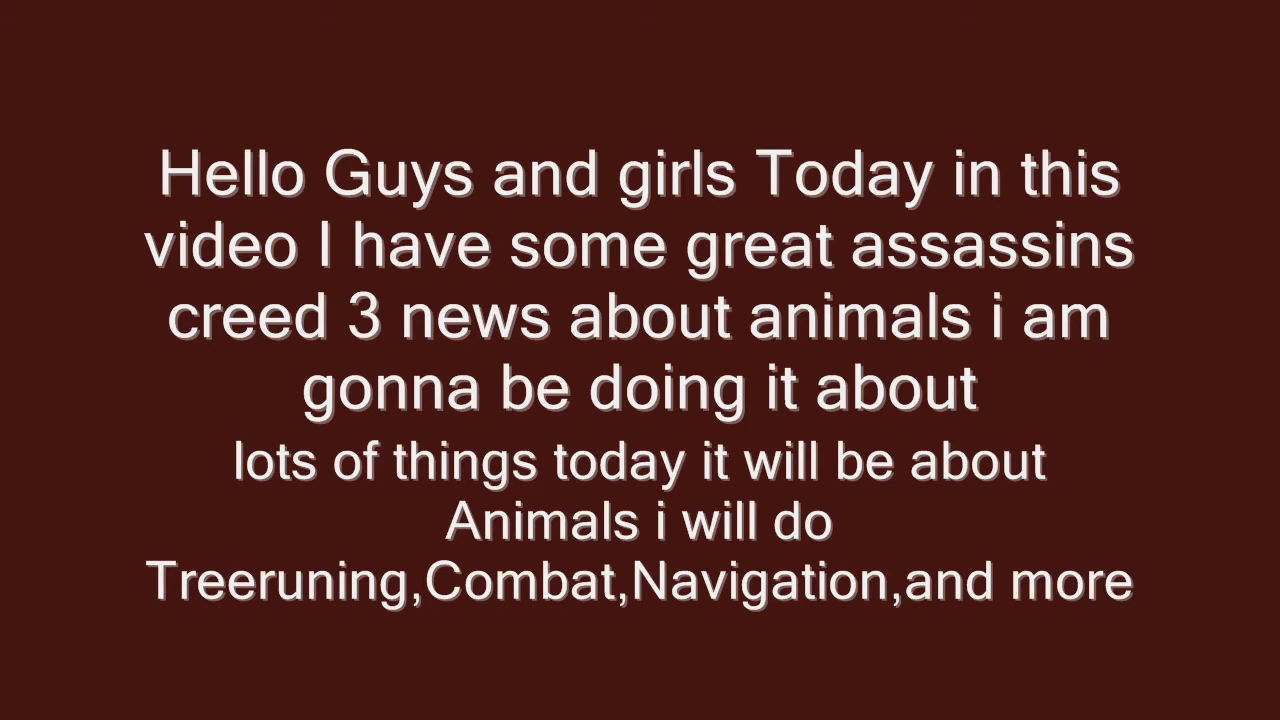 Hello Guys and girls Today in this
video I have some great assassins
creed 3 news about animals i am
gonna be doing it about
lots of things today it will be about
Animals i will do
Treeruning,Combat,Navigation,and more